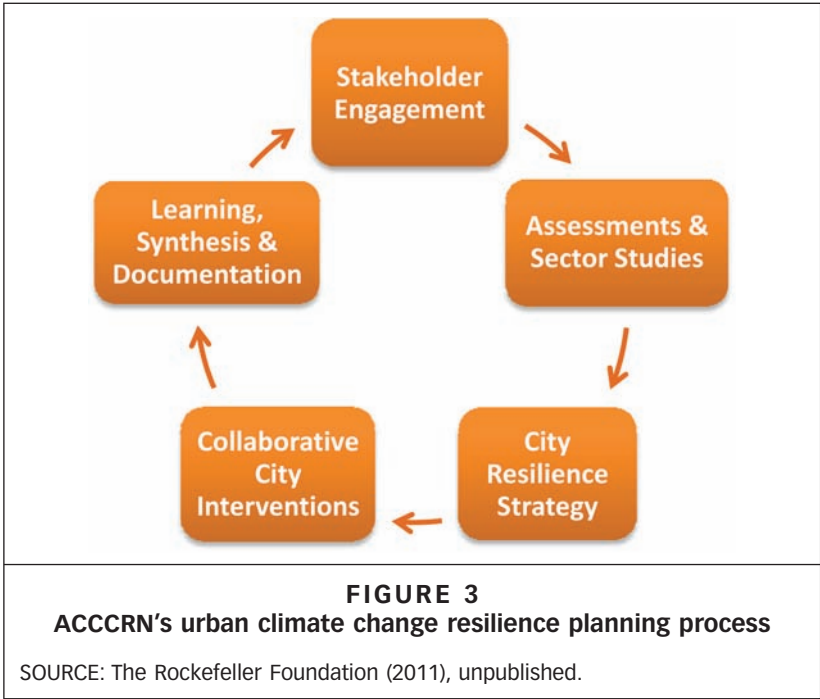 Stakeholder
Engagement
Assessments &
Sector Studies
City
Resilience
Strategy
Collaborative
City
Interventions
Learning,
Synthesis &
Documentation
FIGURE 3
ACCCRN's urban climate change resilience planning process
SOURCE: The Rockefeller Foundation (2011), unpublished.